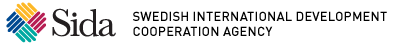 Sida
SWEDISH INTERNATIONAL DEVELOPMENT
COOPERATION AGENCY